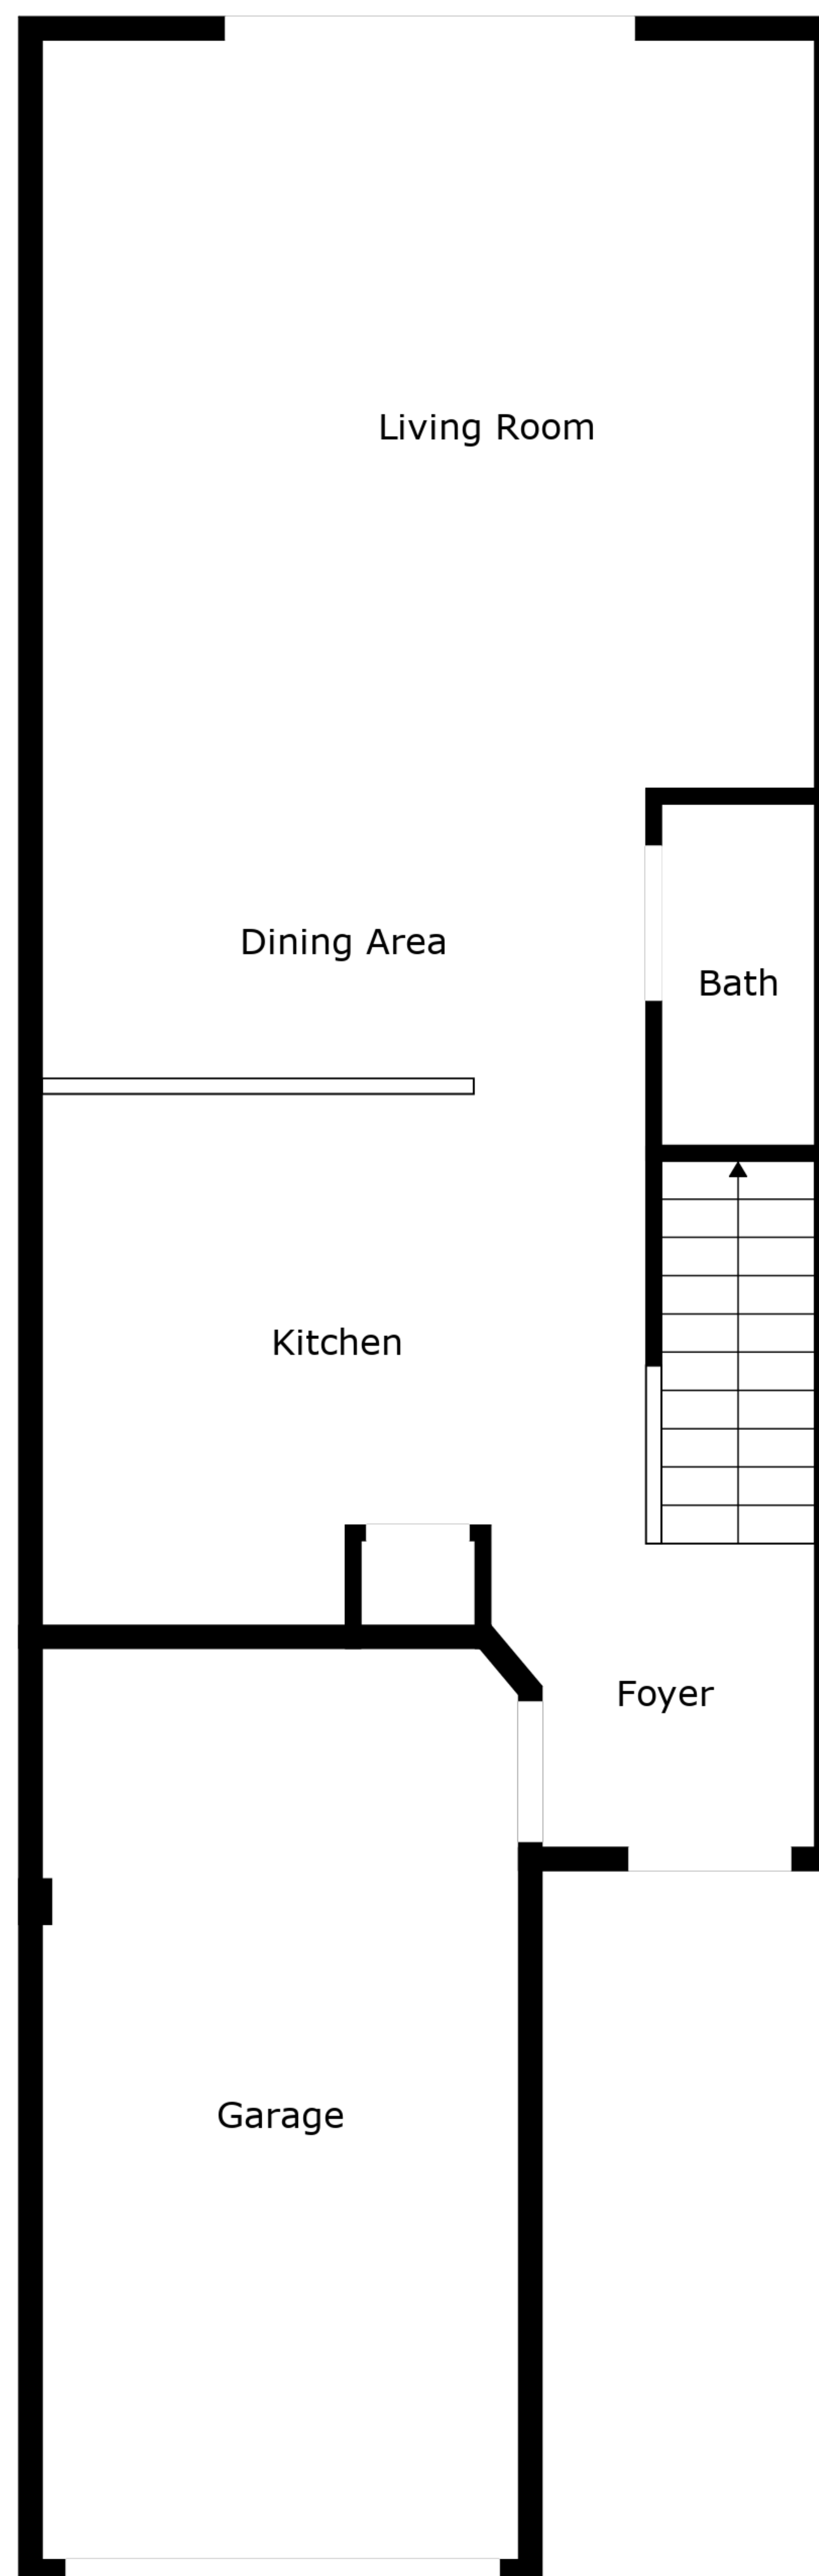 Living Room
Dining Area
Bath
Kitchen
Foyer
Garage